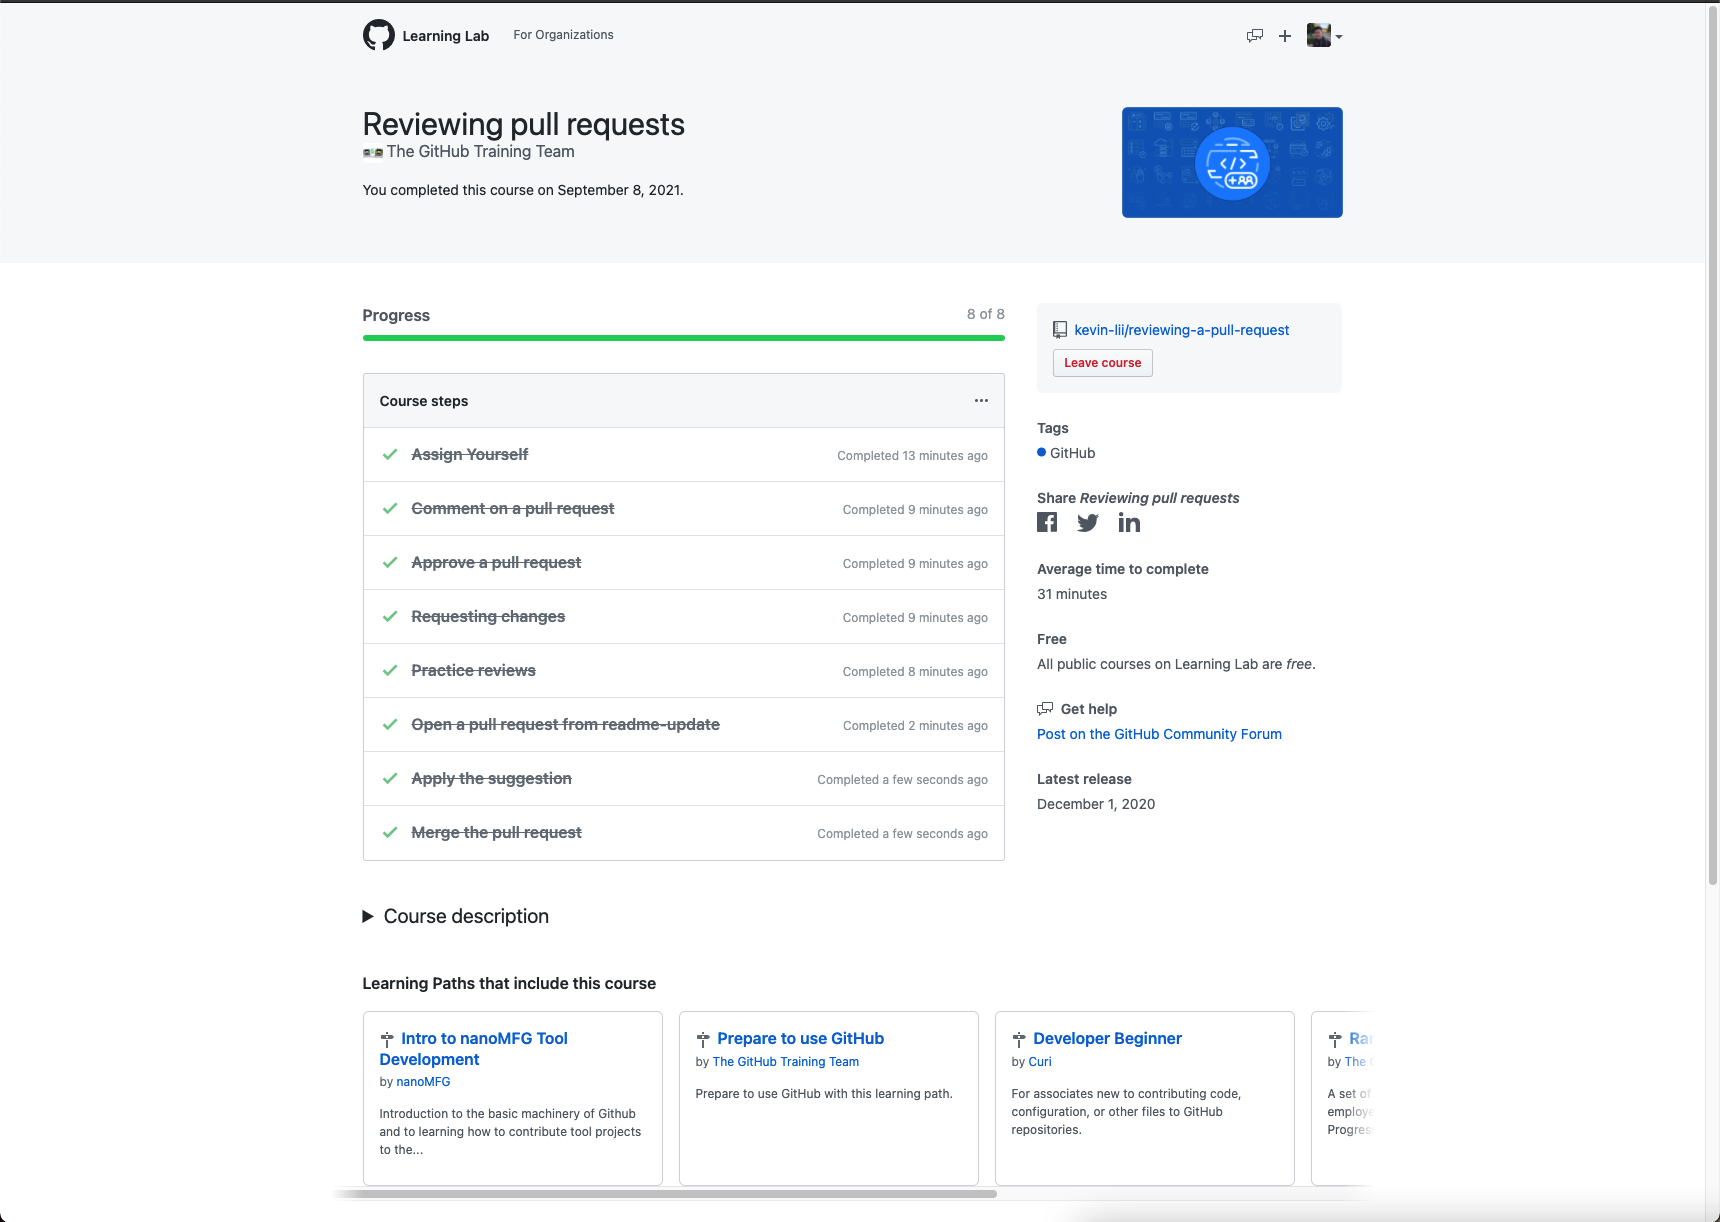 Learning Lab
For Organizations
Reviewing pull requests
The GitHub Training Team
You completed this course on September 8, 2021.
Progress
8 of 8
Course steps
Assign Yourself
Completed 13 minutes ago
Comment on a pull request
Completed 9 minutes ago
Approve a pull request
Completed 9 minutes ago
Requesting changes
Completed 9 minutes ago
Practice reviews
Completed 8 minutes ago
Open a pull request from readme-update
Completed 2 minutes ago
Apply the suggestion
Completed a few seconds ago
Merge the pull request
Completed a few seconds ago
kevin-lii/reviewing-a-pull-request
Leave course
Tags
GitHub
Share Reviewing pull requests
Average time to complete
31 minutes
Free
All public courses on Learning Lab are free.
Get help
Post on the GitHub Community Forum
Latest release
December 1, 2020
Course description
Learning Paths that include this course
Intro to nanoMFG Tool
Development
by nanoMFG
Introduction to the basic machinery of Github
and to learning how to contribute tool projects
to the...
Prepare to use GitHub
by The GitHub Training Team
Prepare to use GitHub with this learning path.
Developer Beginner
by Curi
For associates new to contributing code,
configuration, or other files to GitHub
repositories.
by The
A set of